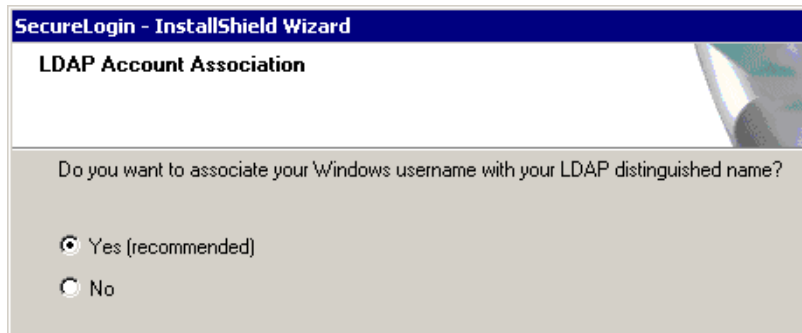 SecureLogin - InstallShield Wizard
LDAP Account Association
Do you want to associate your Windows username with your LDAP distinguished name?
Yes (recommended)
No